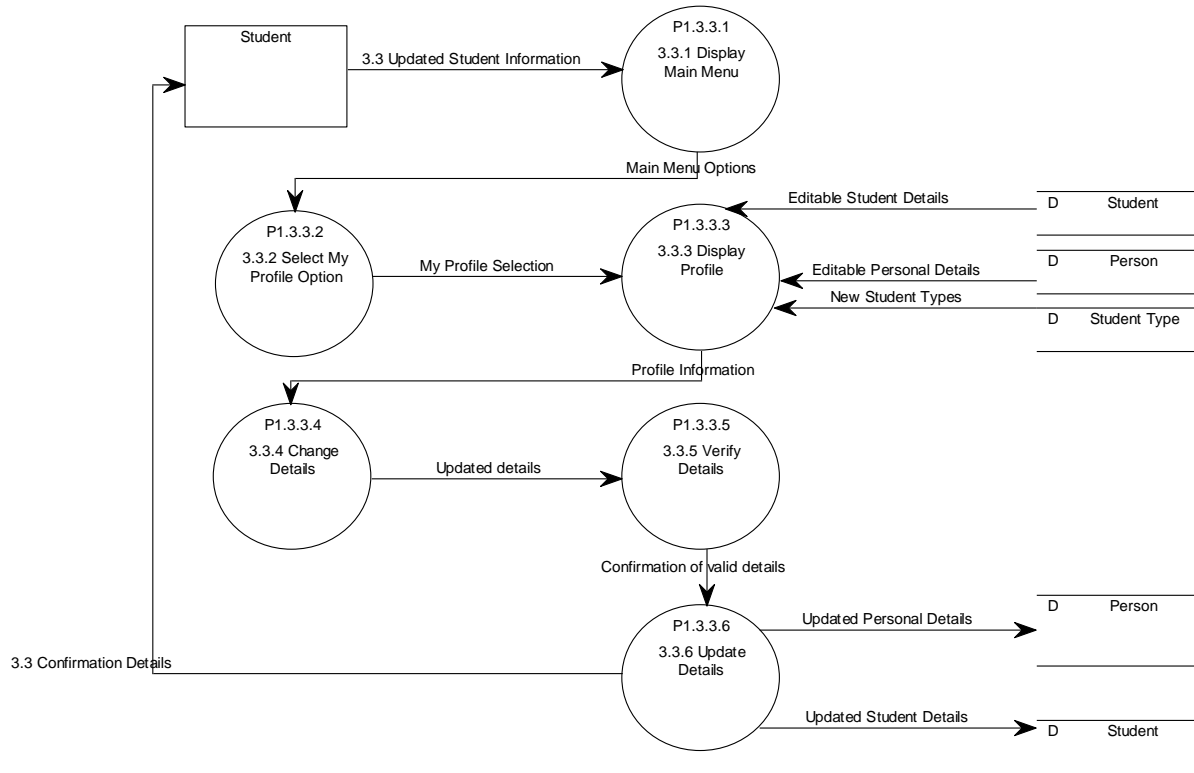 Student
3.3 Updated Student Information
P1.3.3.1
3.3.1 Display
Main Menu
Main Menu Options
P1.3.3.2
3.3.2 Select My
Profile Option
My Profile Selection
P1.3.3.3
3.3.3 Display
Profile
Editable Student Details
D Student
Editable Personal Details
D Person
New Student Types
D Student Type
Profile Information
P1.3.3.4
3.3.4 Change
Details
Updated details
P1.3.3.5
3.3.5 Verify
Details
Confirmation of valid details
P1.3.3.6
3.3.6 Update
Details
Updated Personal Details
D Person
3.3 Confirmation Details
Updated Student Details
D Student